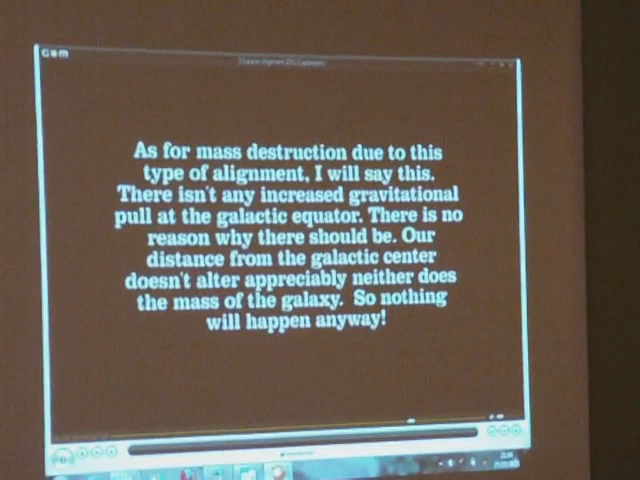 GOM
As for mass destruction due to this
type of alignment, I will say this.
There isn't any increased gravitational
pull at the galactic equator. There is no
reason why there should be. Our
distance from the galactic center
doesn't alter appreciably neither does
the mass of the galaxy. So nothing
will happen anyway!